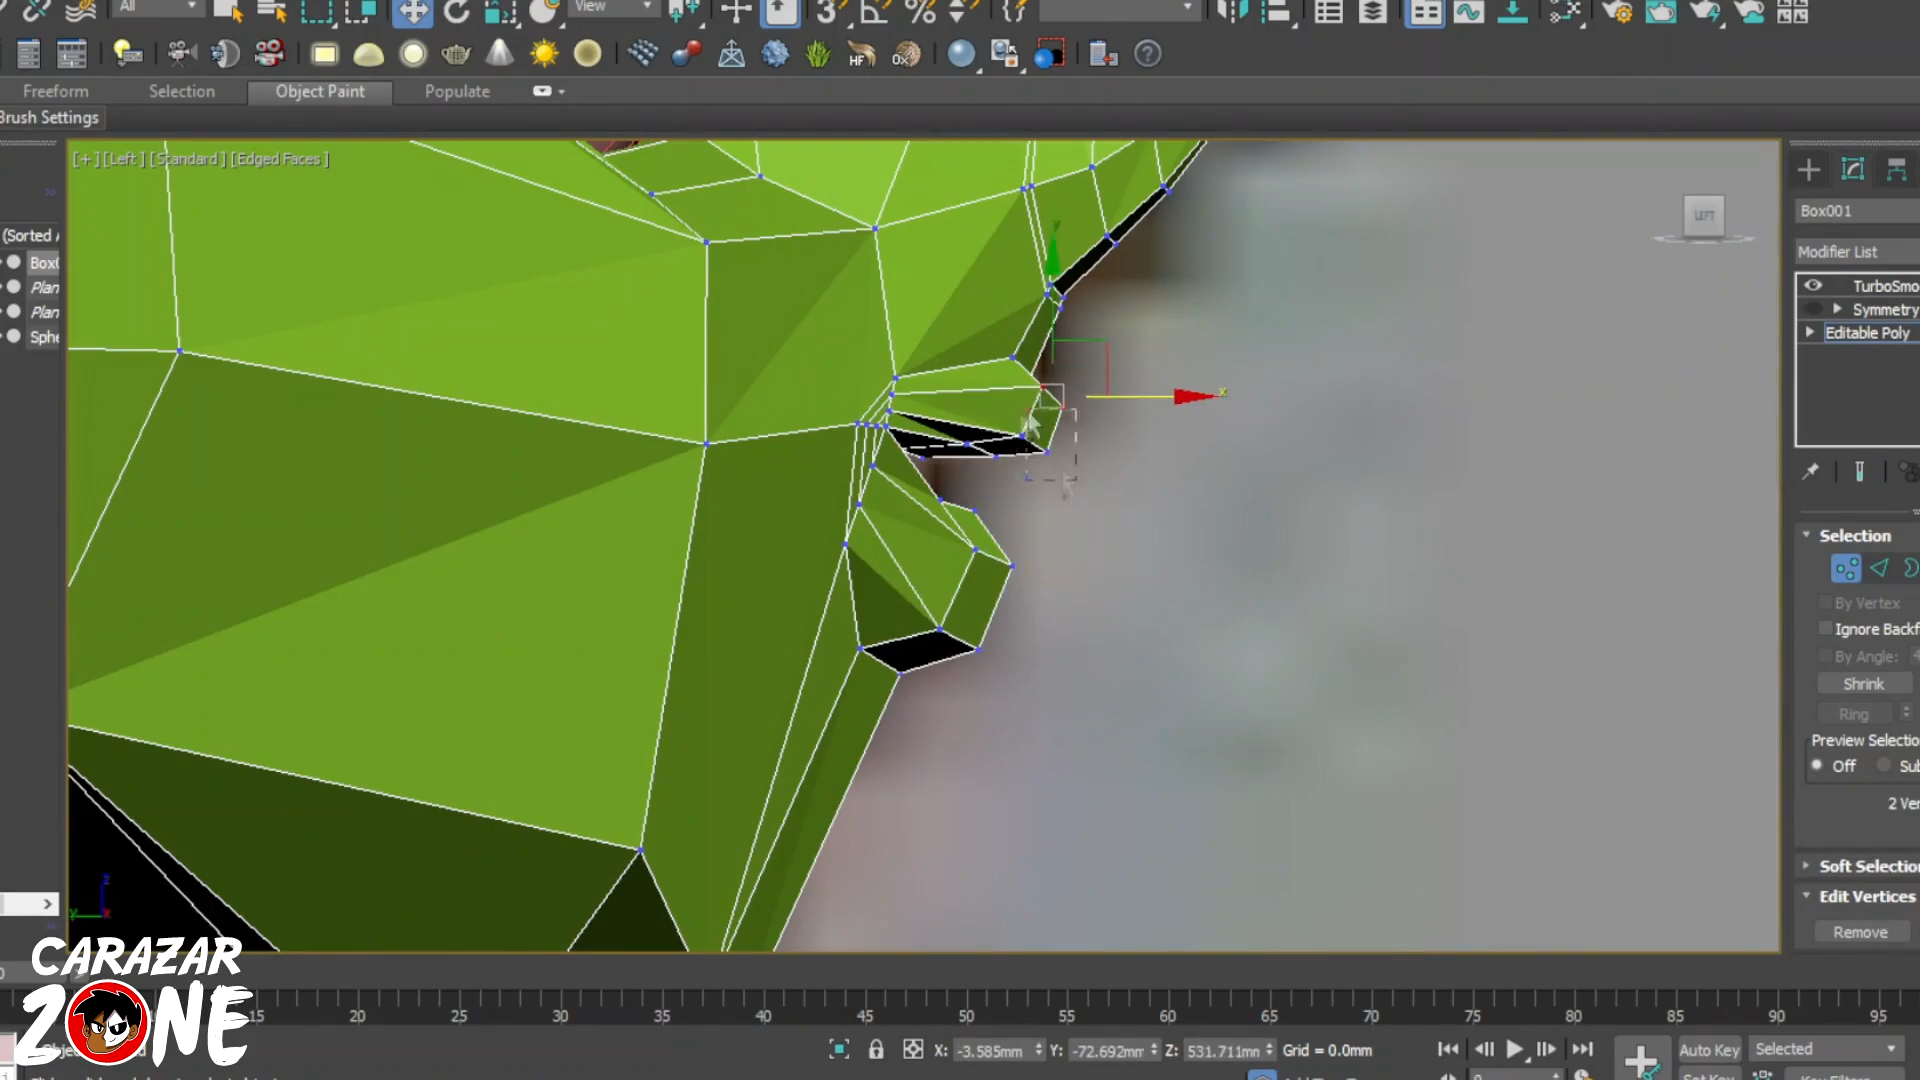 All
View
Freeform
Selection
Object Paint
Populate
Brush Settings
[+] [Left] [Standard] [Edged Faces]
LEFT
(Sorted
Plan
Plan
Sphe
Box001
Modifier List
TurboSmo
Symmetry
Editable Poly
y
x
Selection
By Vertex
Ignore Backf
By Angle:
Shrink
Ring
Preview Selectio
Off
Sub
2 Ver
Soft Selection
Edit Vertices
Remove
z
y
x
CARAZAR
ZONE
15 20 25 30 35 40 45 50 55 60 65 70 75 80 85 90 95
X: -3.585mm Y: -72.692mm Z: 531.711mm Grid = 0.0mm
Auto Key
Selected